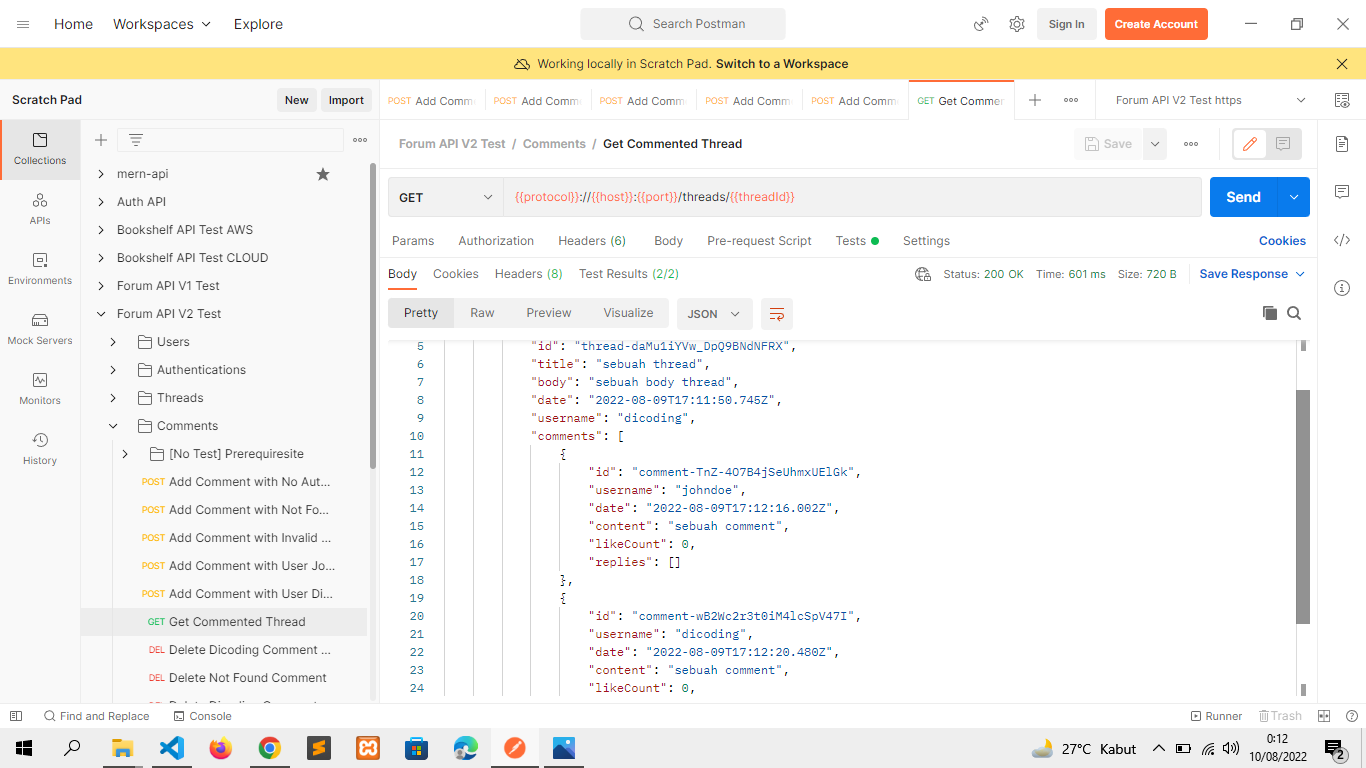 Home Workspaces Explore Search Postman Sign In Create Account
Working locally in Scratch Pad. Switch to a Workspace
Scratch Pad New Import
POST Add Comm POST Add Comm POST Add Comm POST Add Comm POST Add Comm GET Get Commen Forum API V2 Test https
Collections
APIs
Environments
Mock Servers
Monitors
History
mern-api
Auth API
Bookshelf API Test AWS
Bookshelf API Test CLOUD
Forum API V1 Test
Forum API V2 Test
Users
Authentications
Threads
Comments
[No Test] Prerequiresite
POST Add Comment with No Aut...
POST Add Comment with Not Fo...
POST Add Comment with Invalid ...
POST Add Comment with User Jo...
POST Add Comment with User Di...
GET Get Commented Thread
DEL Delete Dicoding Comment ...
DEL Delete Not Found Comment
Forum API V2 Test / Comments / Get Commented Thread Save
GET {{protocol}}://{{host}}:{{port}}/threads/{{threadId}} Send
Params Authorization Headers (6) Body Pre-request Script Tests Settings Cookies
Body Cookies Headers (8) Test Results (2/2) Status: 200 OK Time: 601 ms Size: 720 B Save Response
Pretty Raw Preview Visualize JSON
5 "id": "thread-daMu1iYVw_DpQ9BNdNFRX",
6 "title": "sebuah thread",
7 "body": "sebuah body thread",
8 "date": "2022-08-09T17:11:50.745Z",
9 "username": "dicoding",
10 "comments": [
11 {
12 "id": "comment-TnZ-4O7B4jSeUhmxUElGk",
13 "username": "johndoe",
14 "date": "2022-08-09T17:12:16.002Z",
15 "content": "sebuah comment",
16 "likeCount": 0,
17 "replies": []
18 },
19 {
20 "id": "comment-wB2Wc2r3t0iM4lcSpV47I",
21 "username": "dicoding",
22 "date": "2022-08-09T17:12:20.480Z",
23 "content": "sebuah comment",
24 "likeCount": 0,
Find and Replace Console Runner Trash
27°C Kabut 0:12
10/08/2022 2